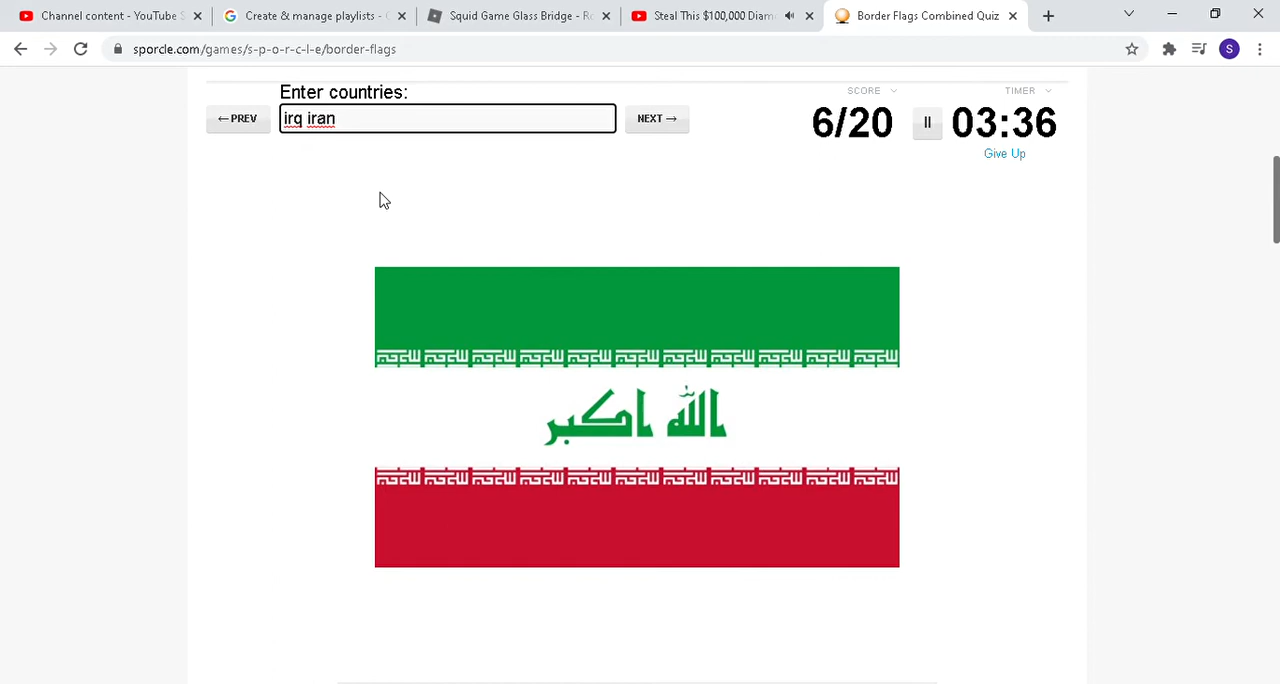 Channel content - YouTube S
Create & manage playlists - G
Squid Game Glass Bridge - Ro
Steal This $100,000 Diam
Border Flags Combined Quiz
sporcle.com/games/s-p-o-r-c-l-e/border-flags
S
Enter countries:
← PREV
irq iran
NEXT →
SCORE
6/20
TIMER
03:36
Give Up
الله اكبر